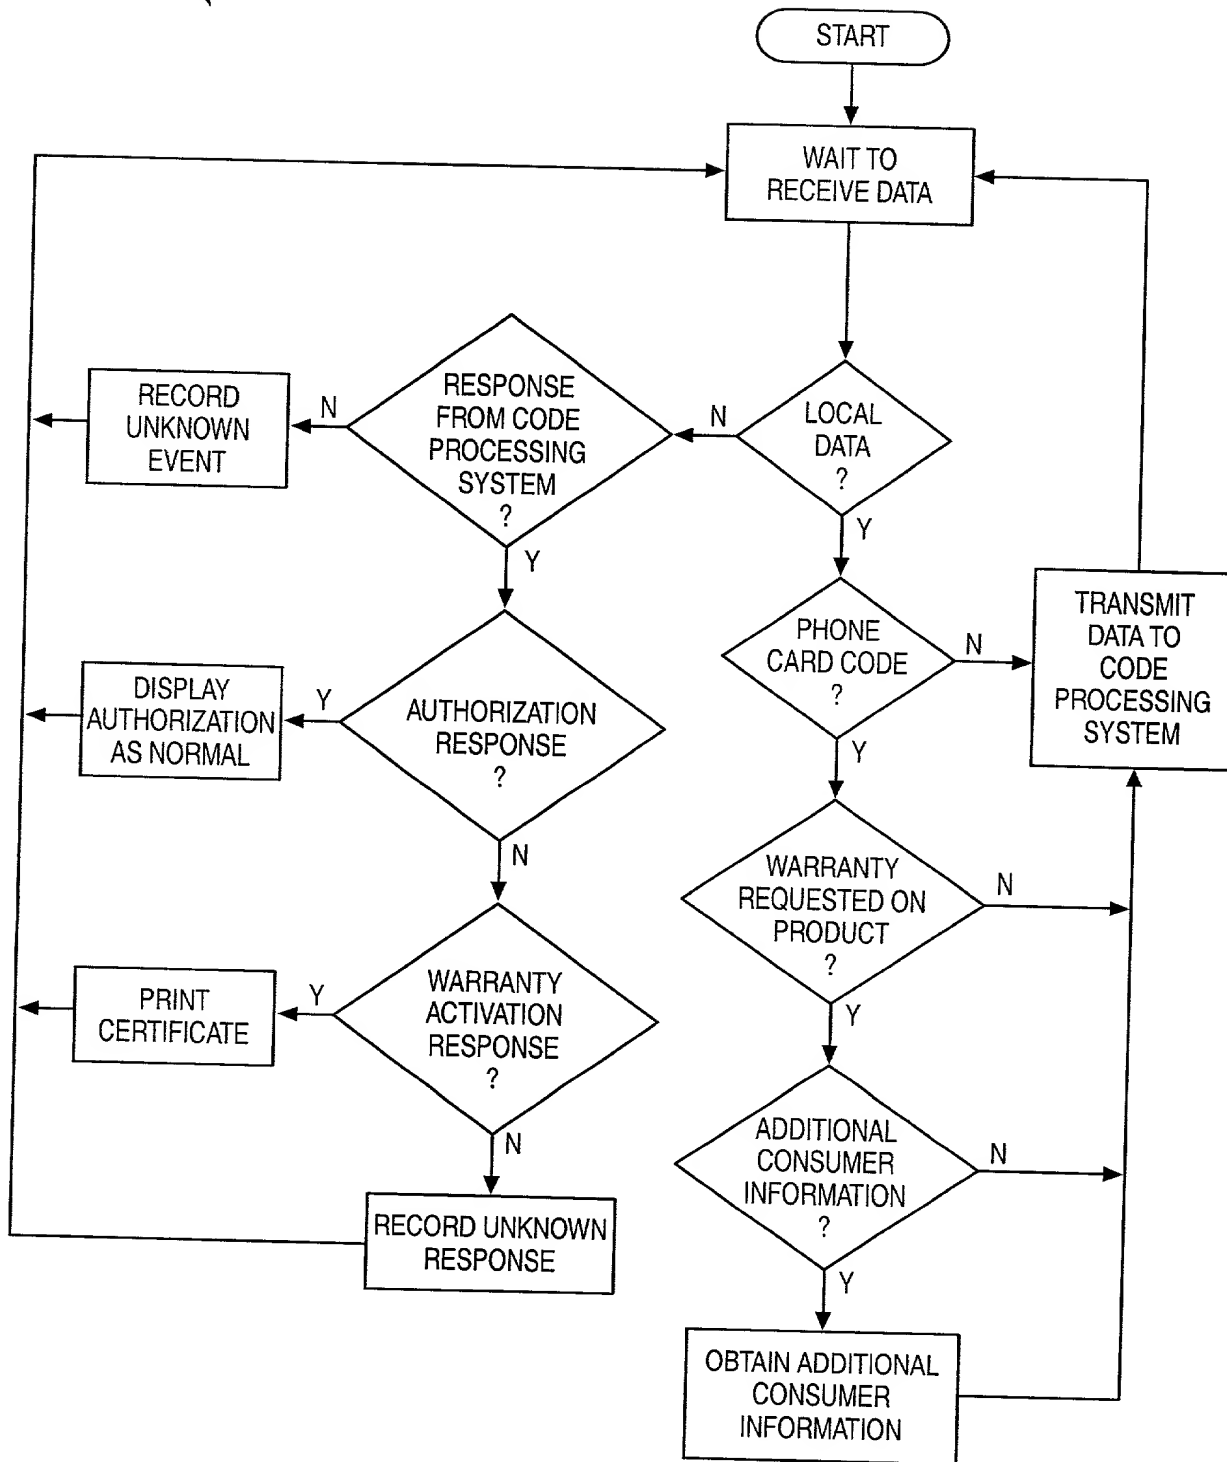 START
WAIT TO
RECEIVE DATA
LOCAL
DATA
?
N
Y
RESPONSE
FROM CODE
PROCESSING
SYSTEM
?
N
Y
RECORD
UNKNOWN
EVENT
PHONE
CARD CODE
?
N
Y
TRANSMIT
DATA TO
CODE
PROCESSING
SYSTEM
AUTHORIZATION
RESPONSE
?
Y
N
DISPLAY
AUTHORIZATION
AS NORMAL
WARRANTY
REQUESTED ON
PRODUCT
?
N
Y
WARRANTY
ACTIVATION
RESPONSE
?
Y
N
PRINT
CERTIFICATE
ADDITIONAL
CONSUMER
INFORMATION
?
N
Y
RECORD UNKNOWN
RESPONSE
OBTAIN ADDITIONAL
CONSUMER
INFORMATION